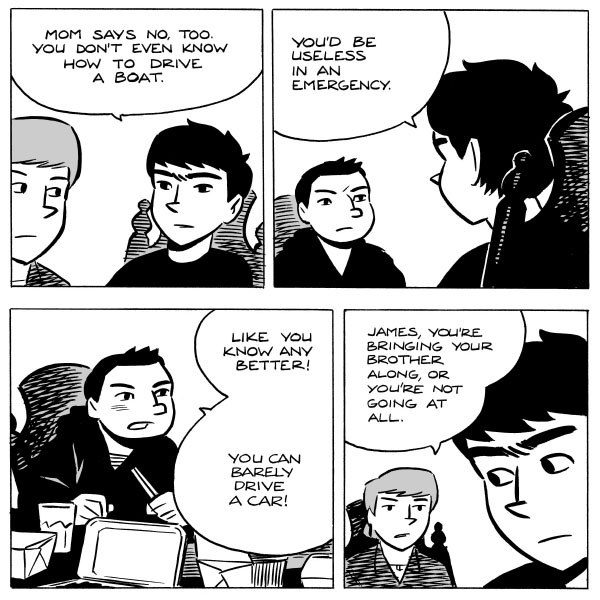 MOM SAYS NO, TOO.
YOU DON'T EVEN KNOW
HOW TO DRIVE
A BOAT.
YOU'D BE
USELESS
IN AN
EMERGENCY.
LIKE YOU
KNOW ANY
BETTER!
YOU CAN
BARELY
DRIVE
A CAR!
JAMES, YOU'RE
BRINGING YOUR
BROTHER
ALONG, OR
YOU'RE NOT
GOING AT
ALL.